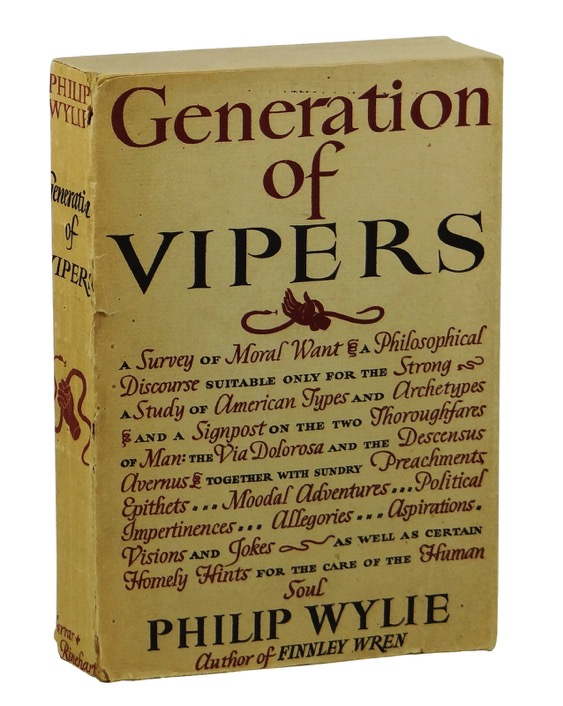 PHILIP
WYLIE
Generation
of
VIPERS
Rinehart
Generation
of
VIPERS
A Survey OF Moral Want & A Philosophical
Discourse SUITABLE ONLY FOR THE Strong
A Study OF American Types AND Archetypes
& AND A Signpost ON THE TWO Thoroughfares
OF Man: THE Via Dolorosa AND THE Descensus
Avernus & TOGETHER WITH SUNDRY Preachments
Epithets... Moodal Adventures... Political
Impertinences... Allegories... Aspirations.
Visions AND Jokes AS WELL AS CERTAIN
Homely Hints FOR THE CARE OF THE Human
Soul
PHILIP WYLIE
Author of FINNLEY WREN